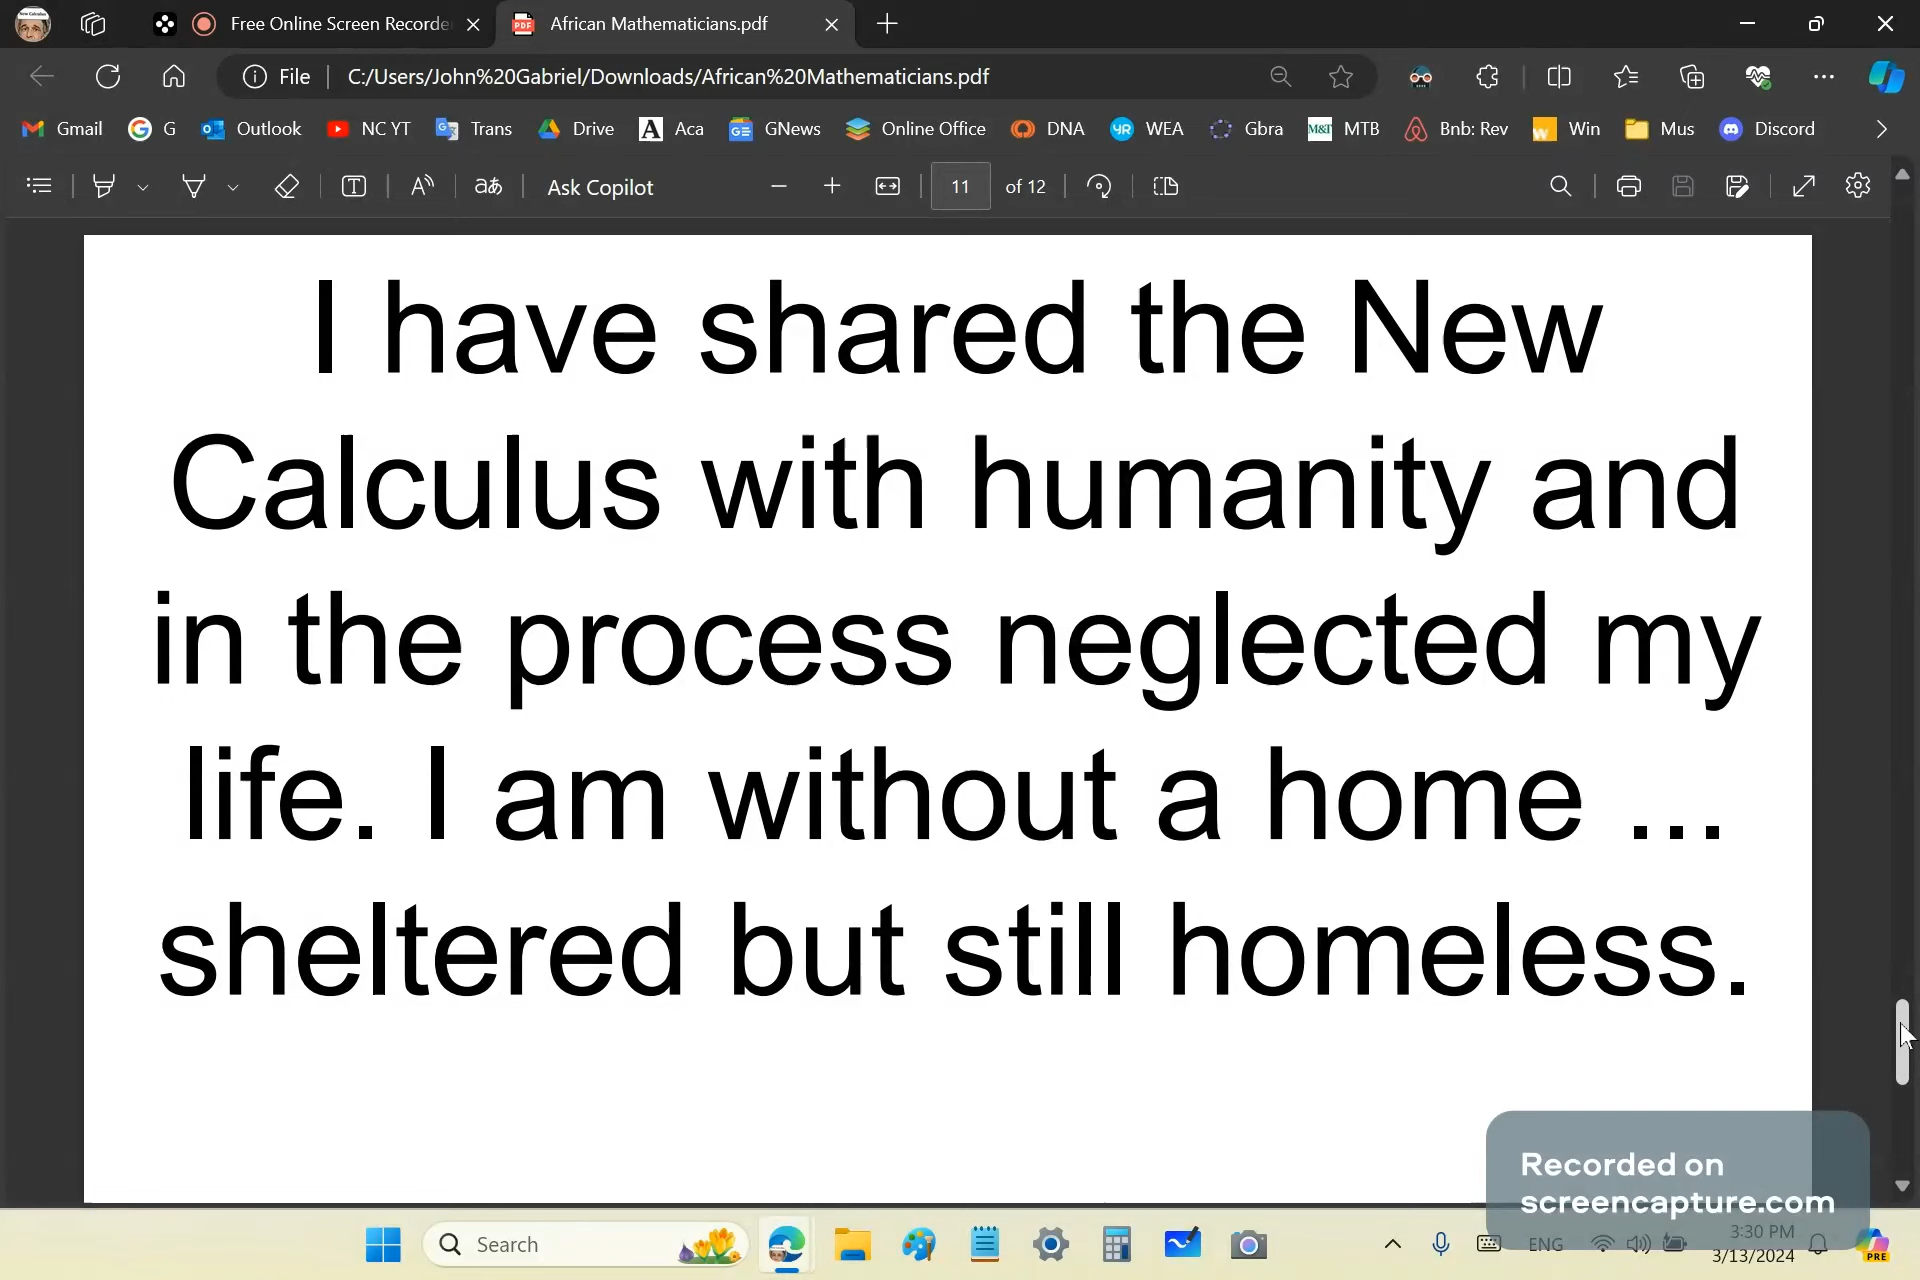 Free Online Screen Recorde
African Mathematicians.pdf
File
C:/Users/John%20Gabriel/Downloads/African%20Mathematicians.pdf
Gmail G Outlook NC YT Trans Drive Aca GNews Online Office DNA WEA Gbra MTB Bnb: Rev Win Mus Discord
Ask Copilot 11 of 12
I have shared the New
Calculus with humanity and
in the process neglected my
life. I am without a home ...
sheltered but still homeless.
Recorded on
screencapture.com
Search
ENG
3:30 PM
3/13/2024
PRE